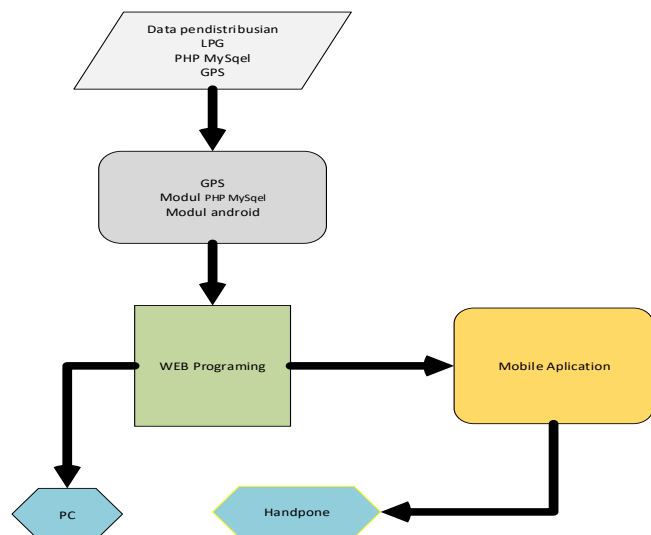 Data pendistribusian
LPG
PHP MySqel
GPS
GPS
Modul PHP MySqel
Modul android
WEB Programing
Mobile Aplication
PC
Handpone